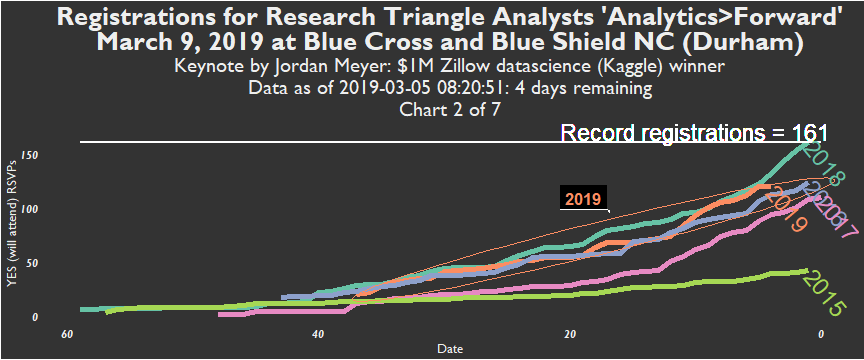 Registrations for Research Triangle Analysts 'Analytics>Forward'
March 9, 2019 at Blue Cross and Blue Shield NC (Durham)
Keynote by Jordan Meyer: $1M Zillow datascience (Kaggle) winner
Data as of 2019-03-05 08:20:51: 4 days remaining
Chart 2 of 7
Record registrations = 161
150
100
50
0
YES (will attend) RSVPs
2019
2018
2017
2019
2015
60
40
20
0
Date